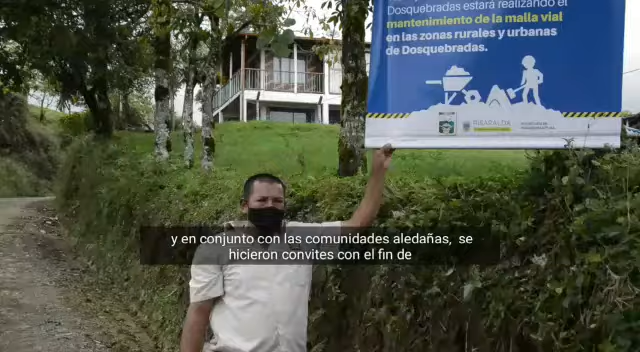 Dosquebradas estará realizando el
mantenimiento de la malla vial
en las zonas rurales y urbanas
de Dosquebradas.
RISARALDA
y en conjunto con las comunidades aledañas, se
hicieron convites con el fin de